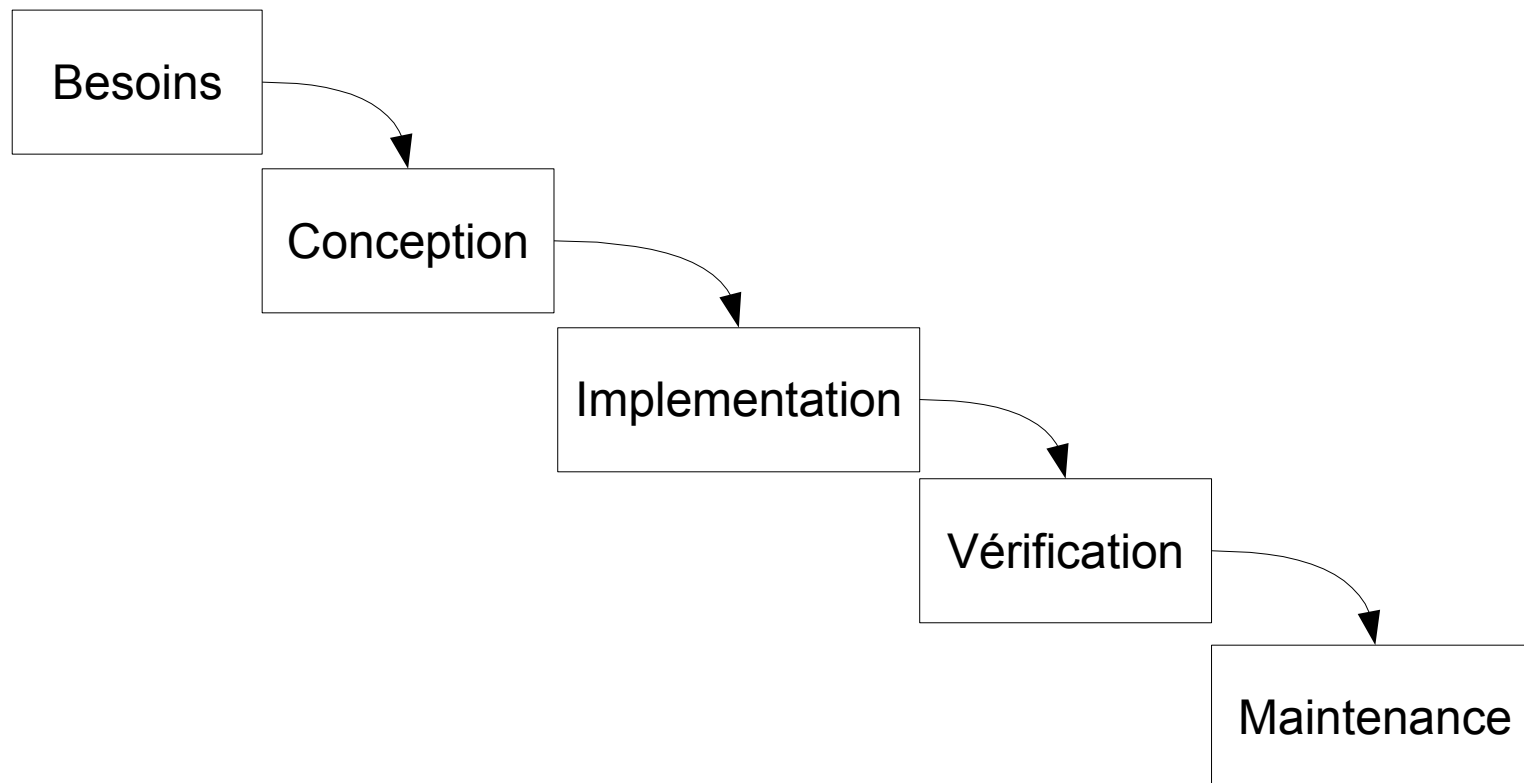 Besoins
Conception
Implementation
Vérification
Maintenance